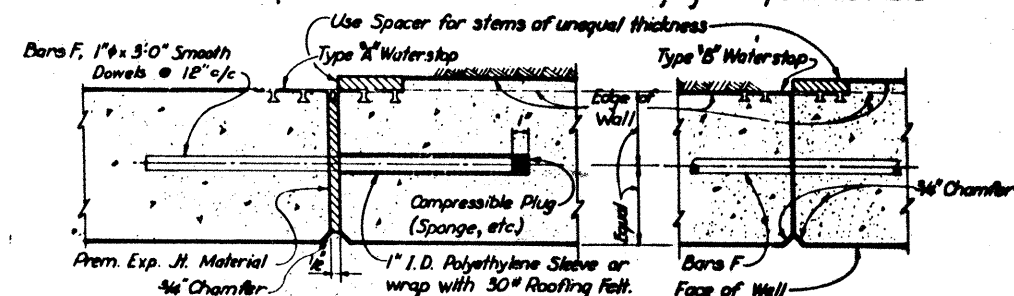 Use Spacer for stems of unequal thickness
Bars F, 1"φ x 3'-0" Smooth
Dowels @ 12" c/c
Type "A" Waterstop
Type "B" Waterstop
Edge of
Wall
1"
Compressible Plug
(Sponge, etc.)
Equal
3/4" Chamfer
Prem. Exp. Jt. Material
1/2"
3/4" Chamfer
1" I.D. Polyethylene Sleeve or
wrap with 30# Roofing Felt.
Bars F
Face of Wall